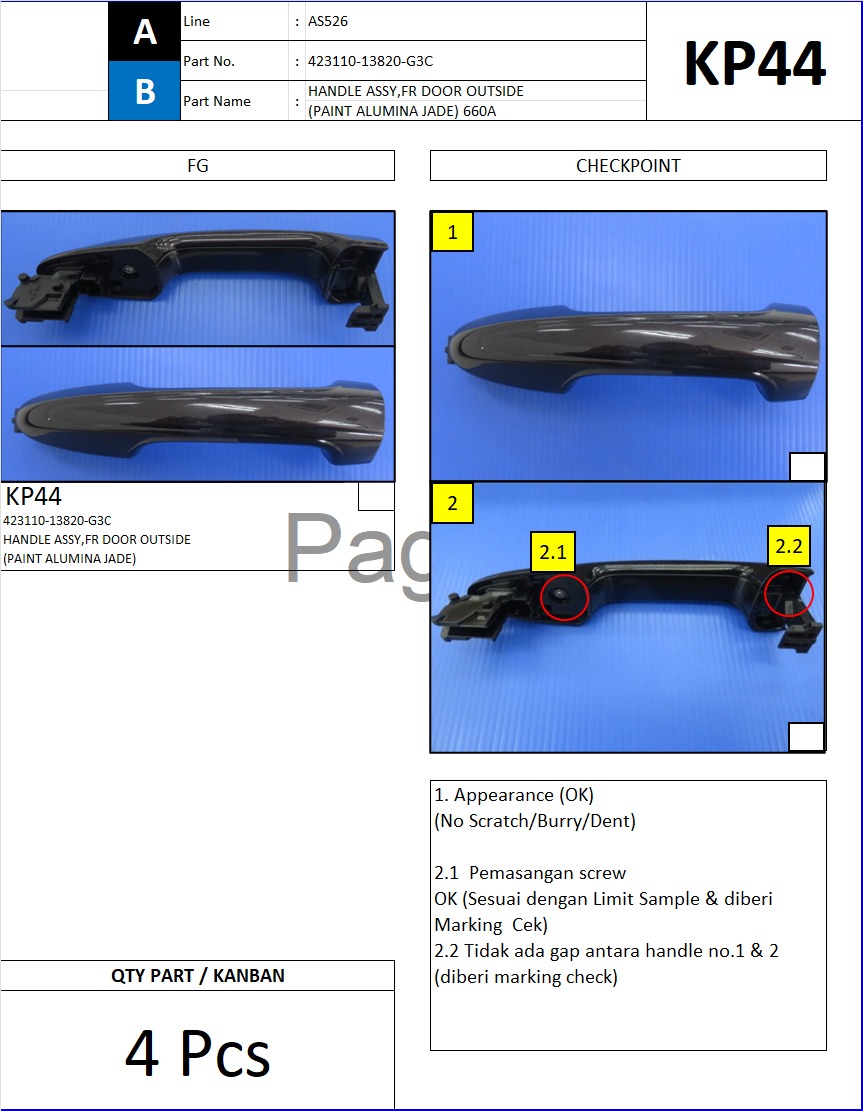 A
B
Line : AS526
Part No. : 423110-13820-G3C
Part Name : HANDLE ASSY,FR DOOR OUTSIDE
(PAINT ALUMINA JADE) 660A
KP44
FG
CHECKPOINT
1
2
2.1
2.2
KP44
423110-13820-G3C
HANDLE ASSY,FR DOOR OUTSIDE
(PAINT ALUMINA JADE)
Pag
1. Appearance (OK)
(No Scratch/Burry/Dent)
2.1 Pemasangan screw
OK (Sesuai dengan Limit Sample & diberi
Marking Cek)
2.2 Tidak ada gap antara handle no.1 & 2
(diberi marking check)
QTY PART / KANBAN
4 Pcs